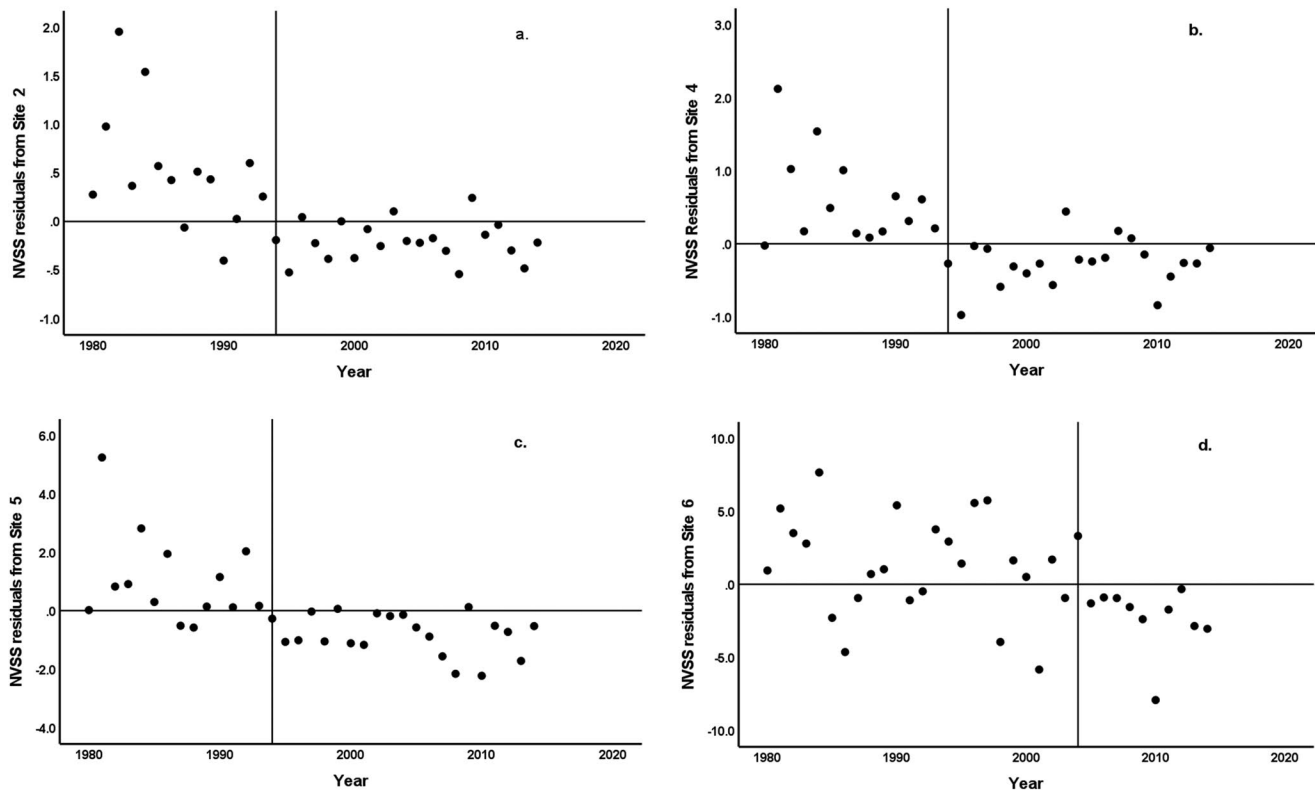 a.
NVSS residuals from Site 2
2.0
1.5
1.0
.5
.0
-.5
-1.0
1980 1990 2000 2010 2020
Year
b.
NVSS Residuals from Site 4
3.0
2.0
1.0
.0
-1.0
1980 1990 2000 2010 2020
Year
c.
NVSS residuals from Site 5
6.0
4.0
2.0
.0
-2.0
-4.0
1980 1990 2000 2010 2020
Year
d.
NVSS residuals from Site 6
10.0
5.0
.0
-5.0
-10.0
1980 1990 2000 2010 2020
Year